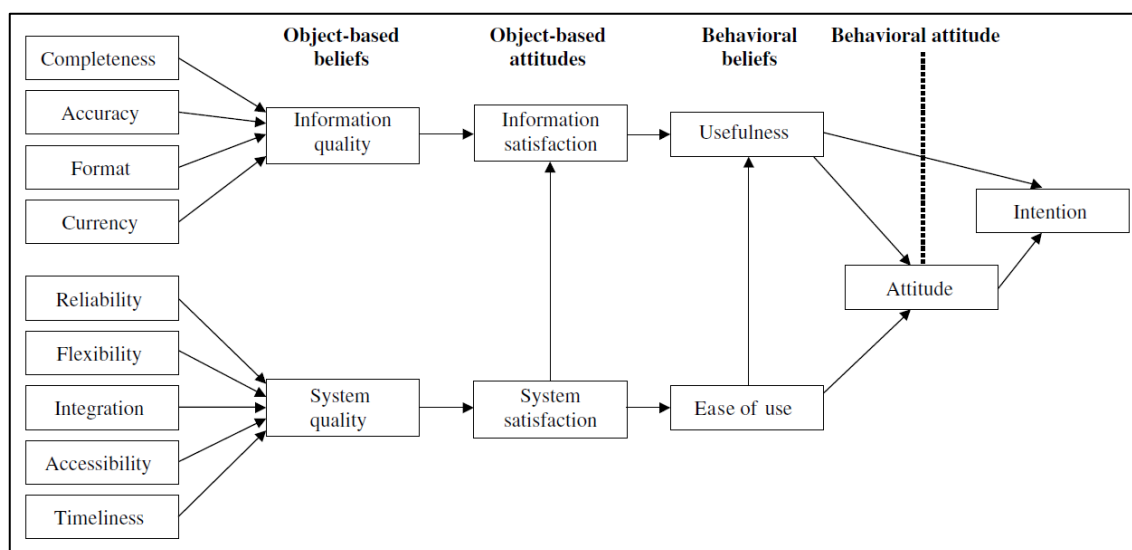 Object-based
beliefs
Object-based
attitudes
Behavioral
beliefs
Behavioral attitude
Completeness
Accuracy
Format
Currency
Information
quality
Information
satisfaction
Usefulness
Intention
Attitude
Reliability
Flexibility
Integration
Accessibility
Timeliness
System
quality
System
satisfaction
Ease of use